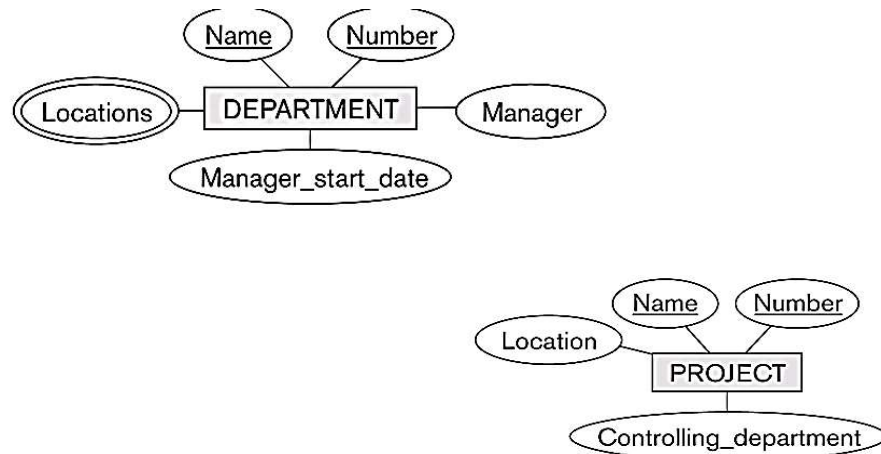 Name
Number
Locations
DEPARTMENT
Manager
Manager_start_date
Name
Number
Location
PROJECT
Controlling_department